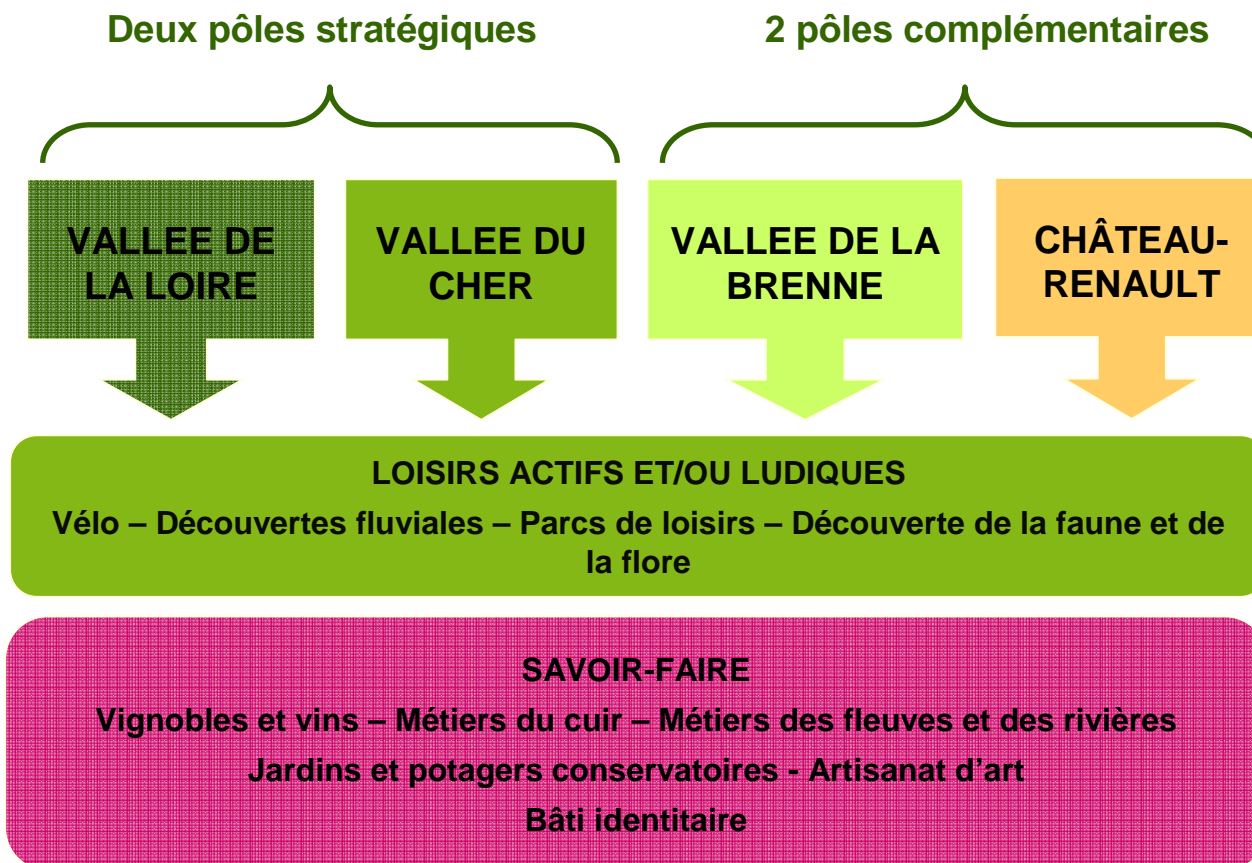 Deux pôles stratégiques
2 pôles complémentaires
VALLEE DE
LA LOIRE
VALLEE DU
CHER
VALLEE DE LA
BRENNE
CHÂTEAU-
RENAULT
LOISIRS ACTIFS ET/OU LUDIQUES
Vélo – Découvertes fluviales – Parcs de loisirs – Découverte de la faune et de
la flore
SAVOIR-FAIRE
Vignobles et vins – Métiers du cuir – Métiers des fleuves et des rivières
Jardins et potagers conservatoires - Artisanat d’art
Bâti identitaire